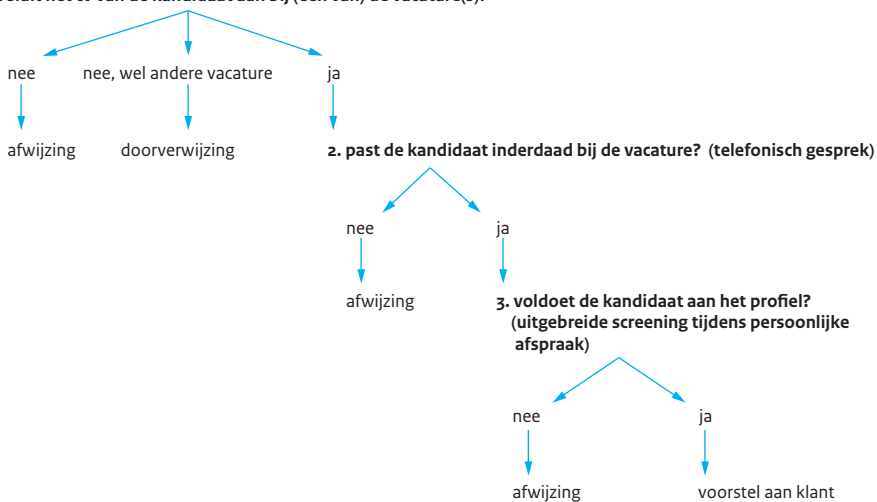 nee nee, wel andere vacature ja
afwijzing doorverwijzing 2. past de kandidaat inderdaad bij de vacature? (telefonisch gesprek)
nee ja
afwijzing 3. voldoet de kandidaat aan het profiel?
(uitgebreide screening tijdens persoonlijke
afspraak)
nee ja
afwijzing voorstel aan klant